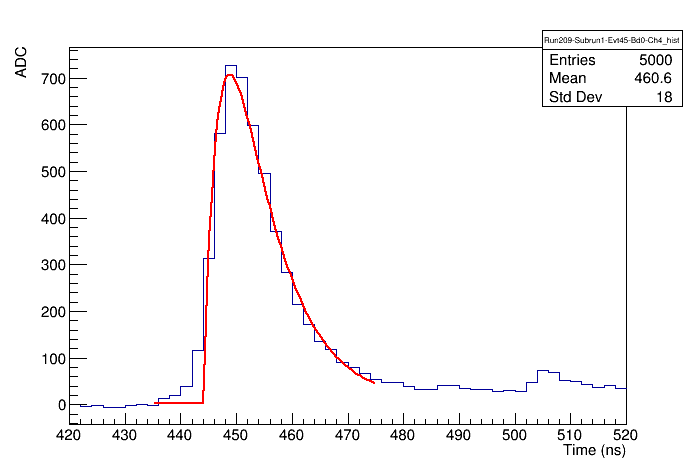 Run209-Subrun1-Evt45-Bd0-Ch4_hist
Entries 5000
Mean 460.6
Std Dev 18
ADC
700
600
500
400
300
200
100
0
420 430 440 450 460 470 480 490 500 510 520
Time (ns)